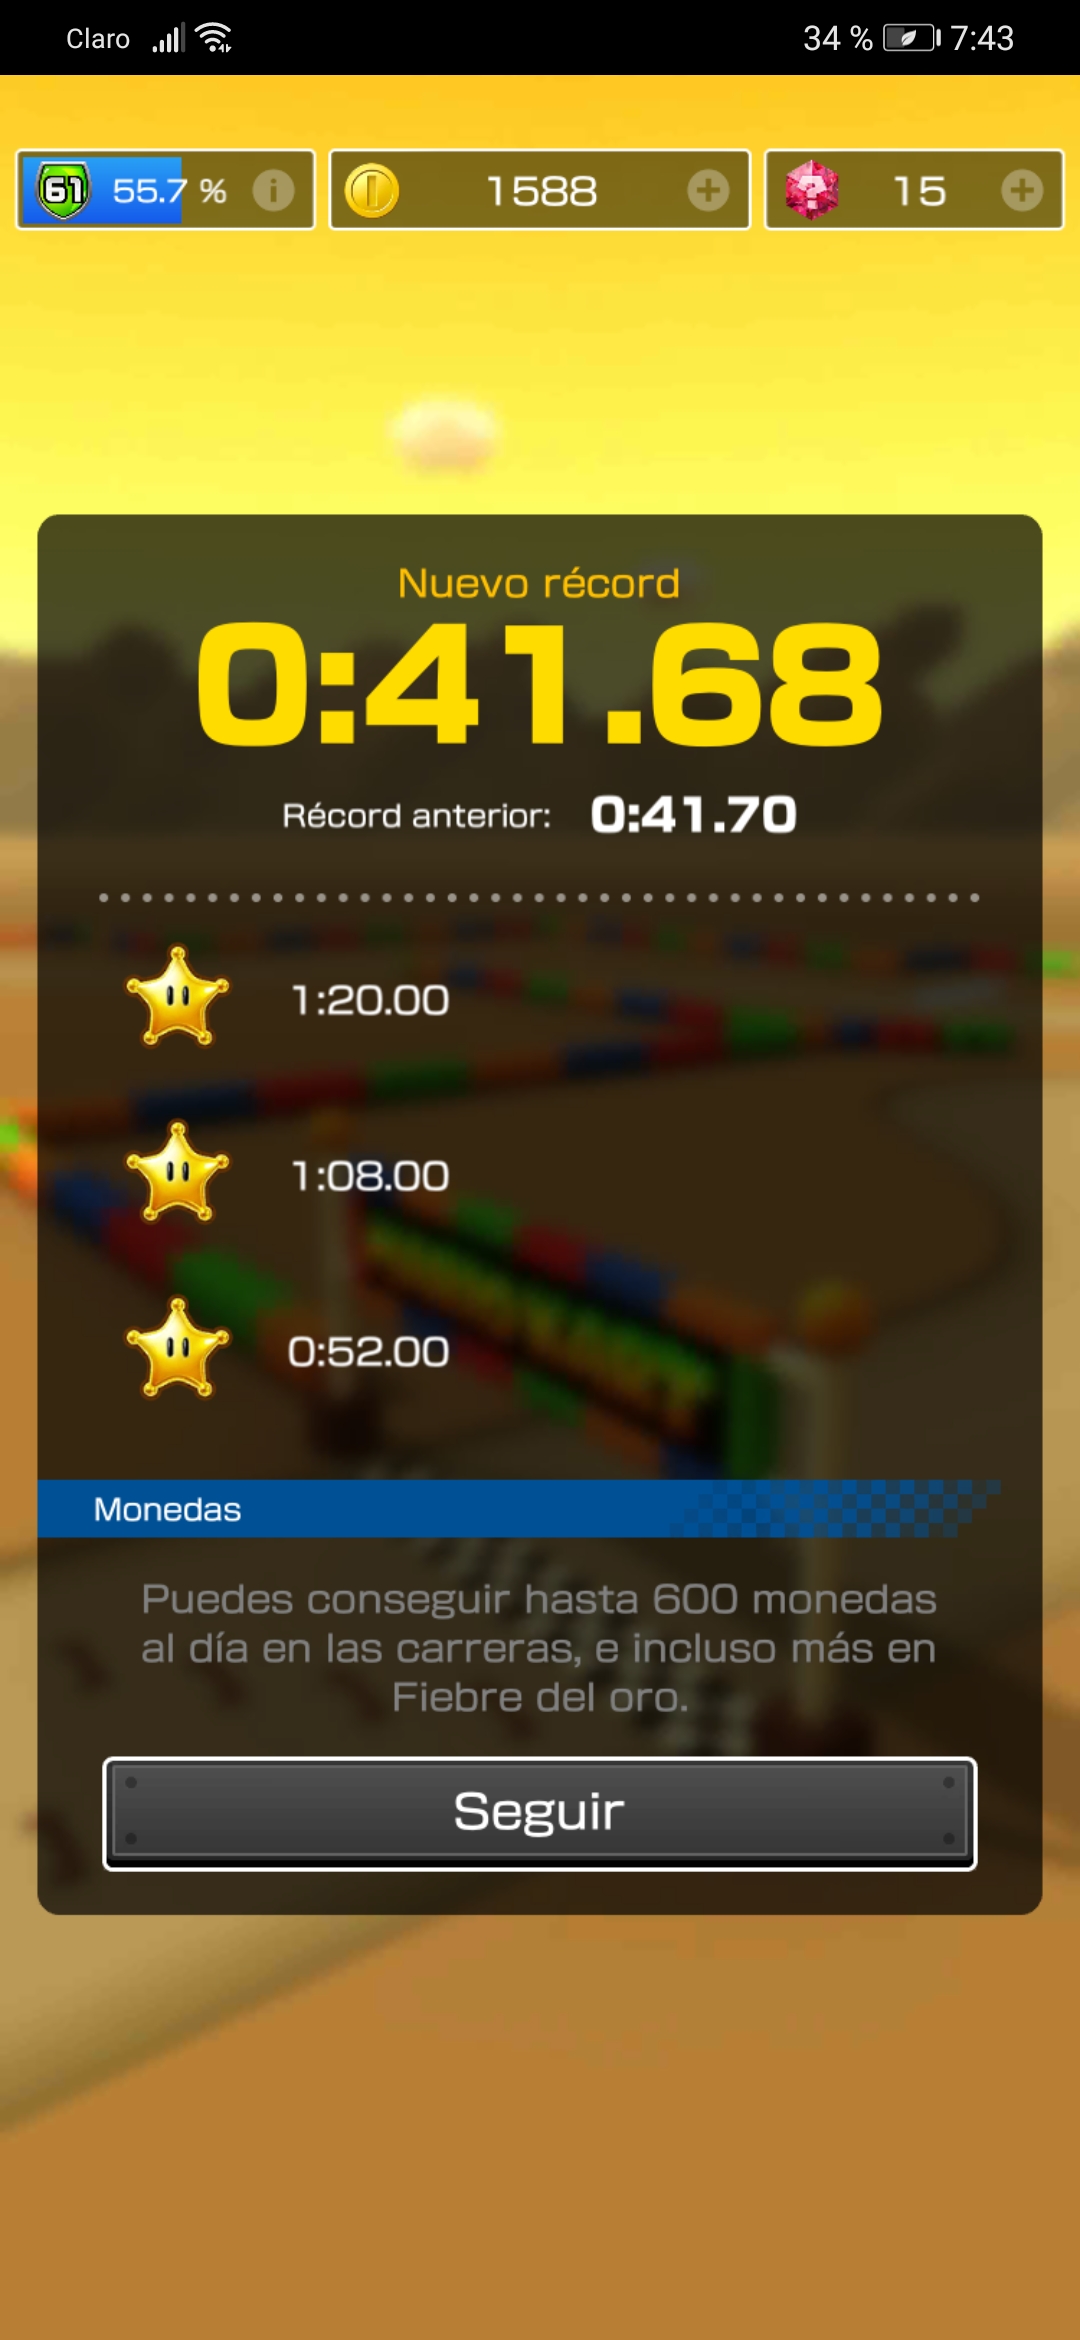 Claro 34 % 7:43
61 55.7 % i 1588 + 15 +
Nuevo récord
0:41.68
Récord anterior: 0:41.70
1:20.00
1:08.00
0:52.00
Monedas
Puedes conseguir hasta 600 monedas
al día en las carreras, e incluso más en
Fiebre del oro.
Seguir